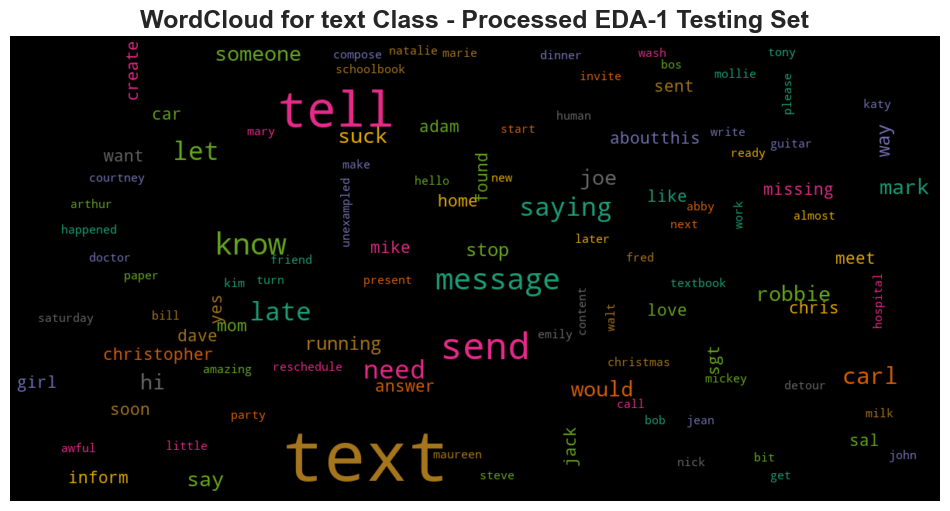 WordCloud for text Class - Processed EDA-1 Testing Set
create
someone
compose
natalie
marie
dinner
wash
tony
schoolbook
bos
mollie
invite
sent
please
katy
car
tell
human
mary
suck
adam
start
aboutthis
write
guitar
way
want
let
ready
make
found
courtney
unexampled
hello
new
joe
missing
mark
arthur
home
saying
like
abby
work
almost
happened
know
mike
stop
later
next
doctor
friend
fred
meet
paper
kim
turn
present
message
textbook
robbie
hospital
saturday
bill
yes
late
content
walt
love
chris
mom
dave
running
emily
christopher
send
christmas
sgt
girl
hi
amazing
reschedule
need
answer
would
mickey
detour
carl
soon
party
call
bob
jean
milk
awful
little
text
maureen
jack
sal
inform
say
steve
nick
bit
get
john